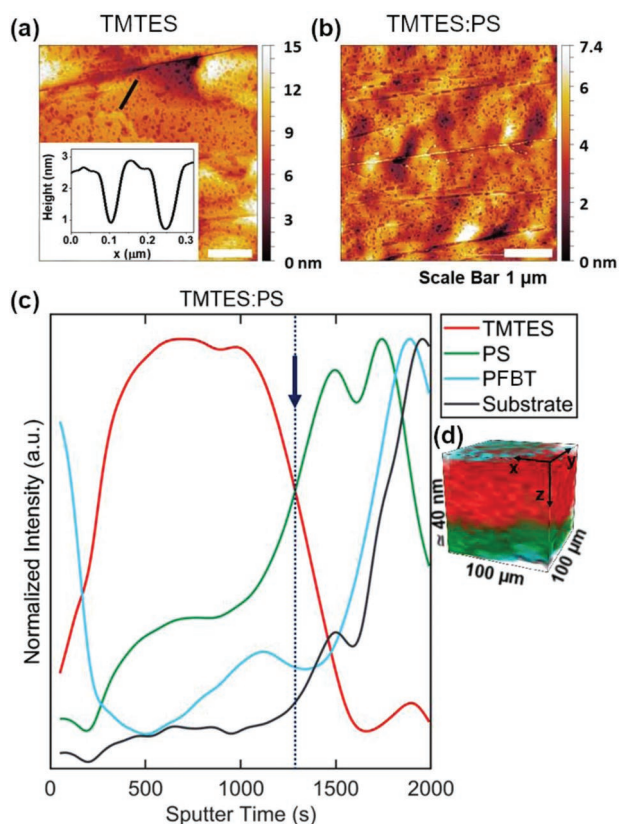 (a) TMTES
15
12
9
6
3
0 nm
Height (nm)
3
2
1
0.0 0.1 0.2 0.3
x (µm)
(b) TMTES:PS
7.4
6
4
2
0 nm
Scale Bar 1 µm
(c) TMTES:PS
Normalized Intensity (a.u.)
0 500 1000 1500 2000
Sputter Time (s)
TMTES
PS
PFBT
Substrate
(d)
x y
z
≈ 40 nm
100 µm
100 µm